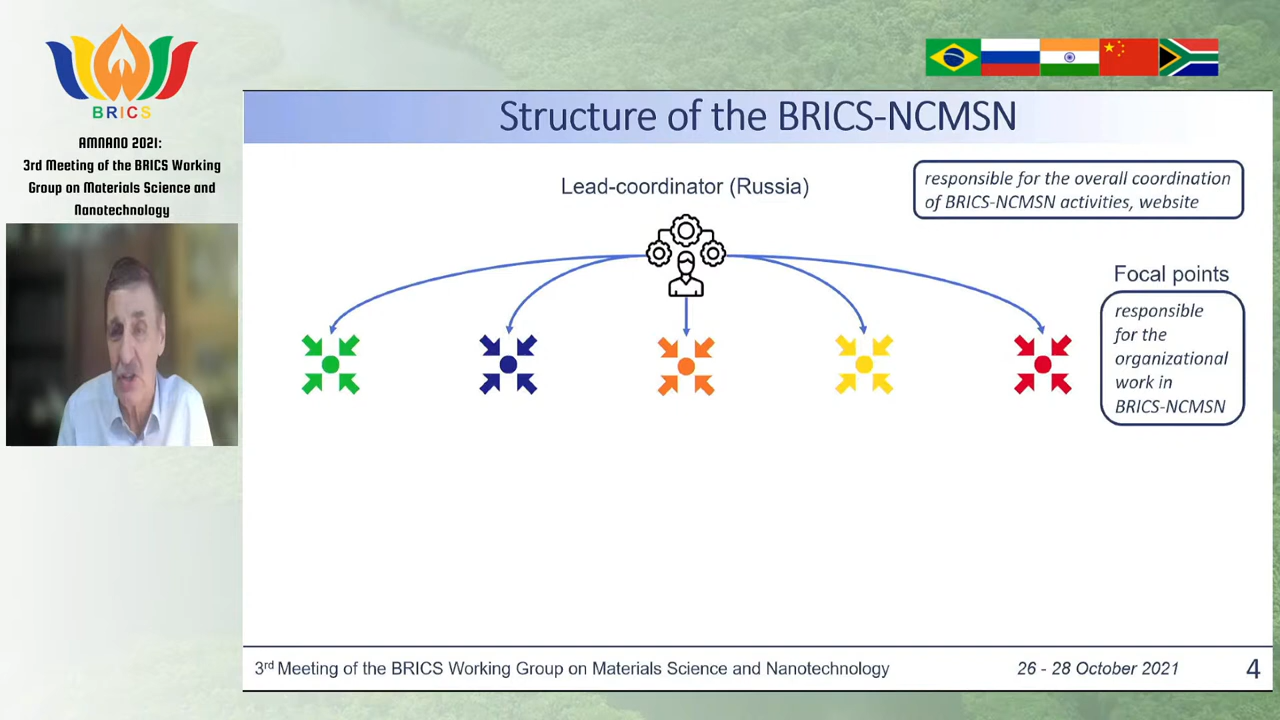 BRICS
AMNANO 2021:
3rd Meeting of the BRICS Working
Group on Materials Science and
Nanotechnology
Structure of the BRICS-NCMSN
Lead-coordinator (Russia)
responsible for the overall coordination
of BRICS-NCMSN activities, website
Focal points
responsible
for the
organizational
work in
BRICS-NCMSN
3rd Meeting of the BRICS Working Group on Materials Science and Nanotechnology
26 - 28 October 2021
4